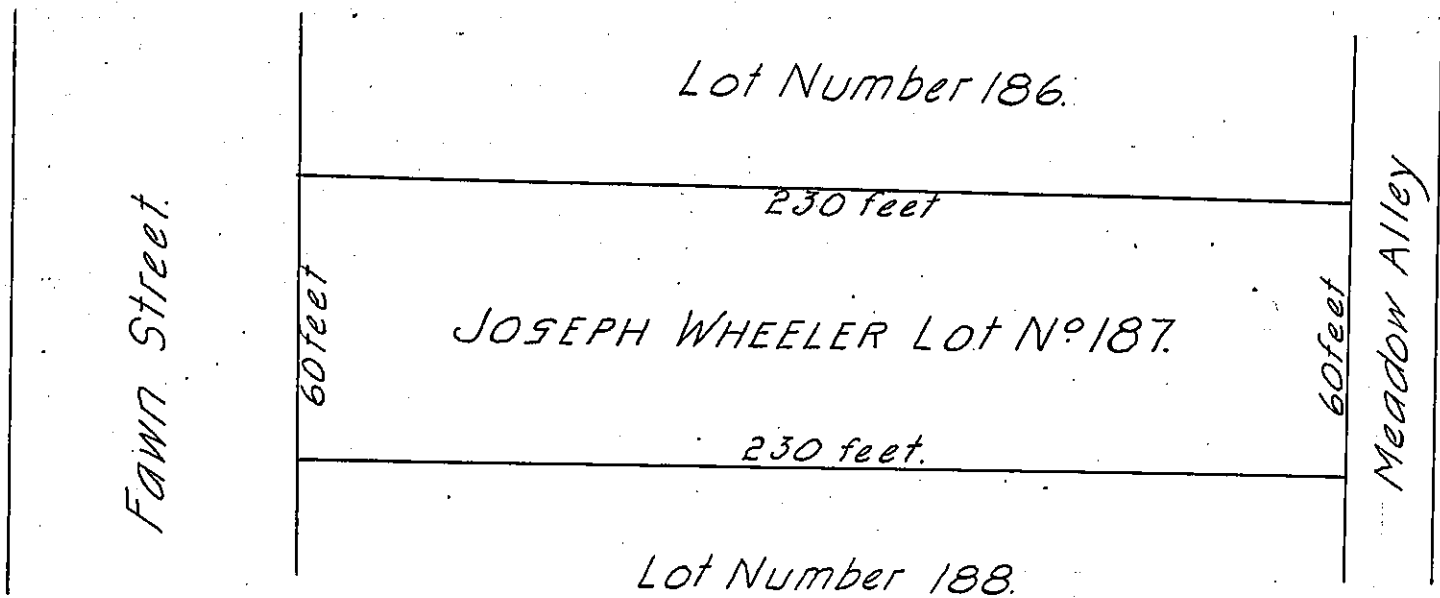 Lot Number 186.
230 feet
Fawn Street.
60 feet
JOSEPH WHEELER Lot Nº 187.
60 feet
Meadow Alley
230 feet.
Lot Number 188.